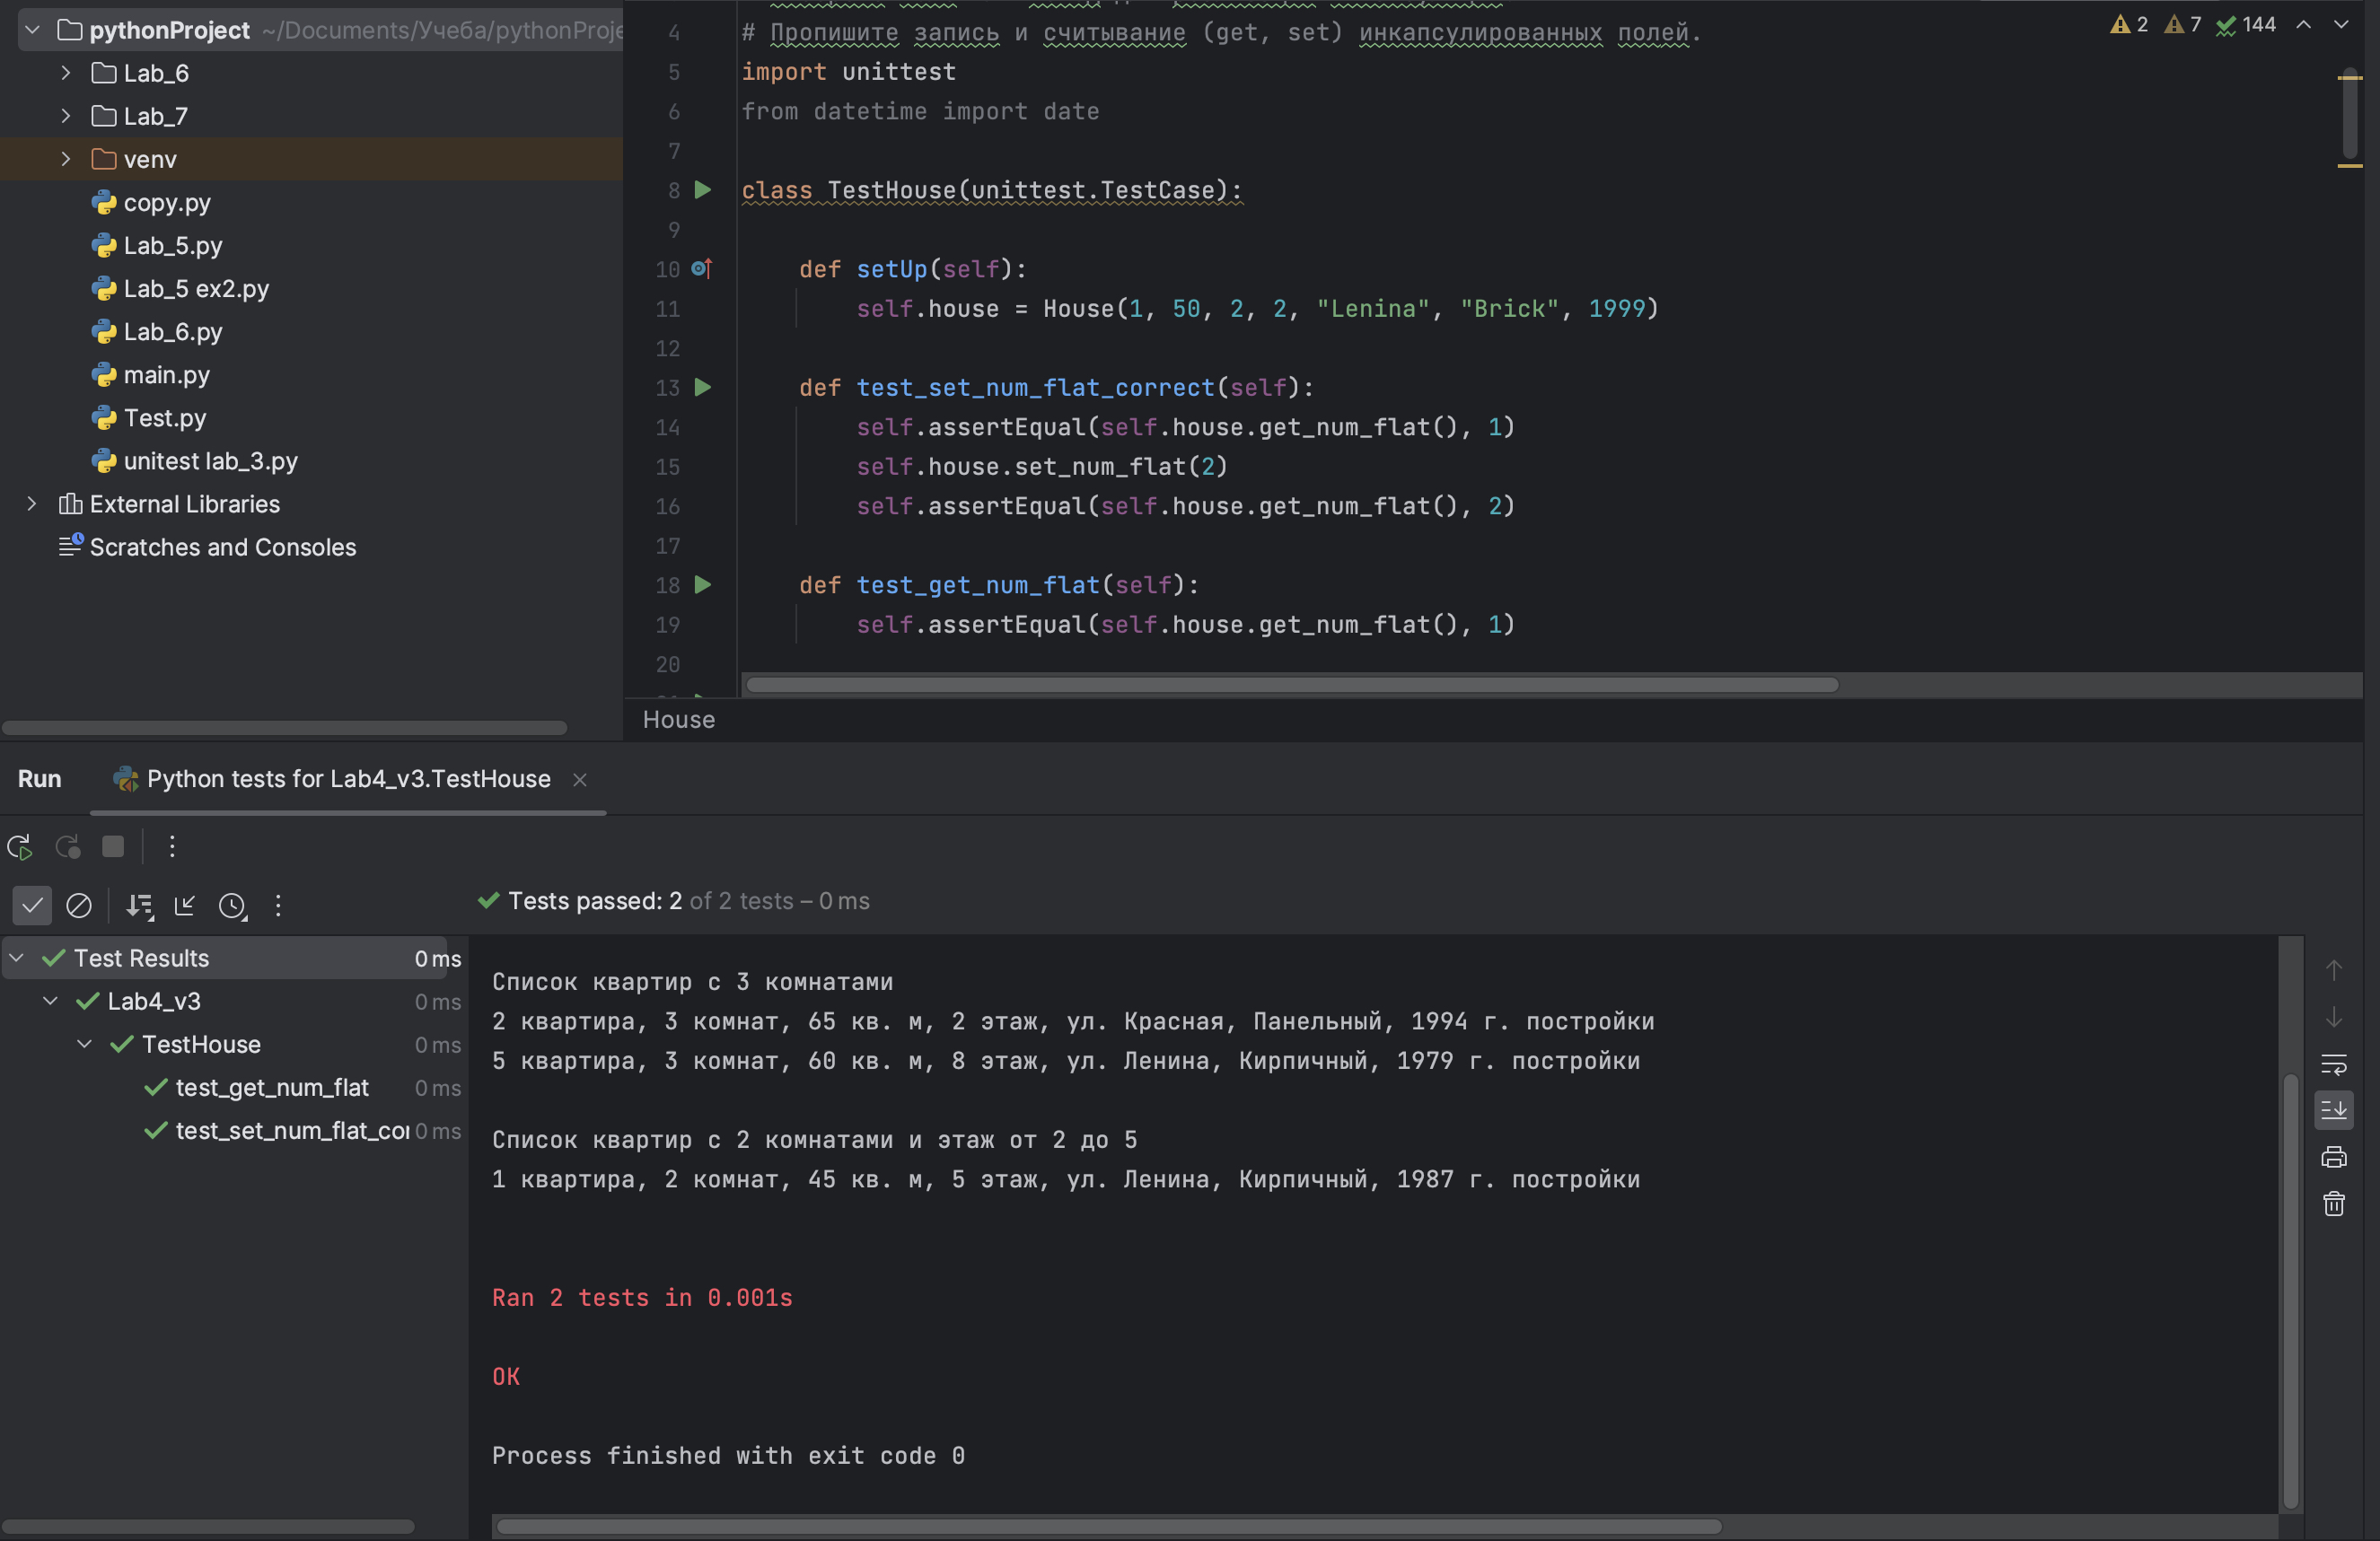 pythonProject ~/Documents/Учеба/pythonProje
Lab_6
Lab_7
venv
copy.py
Lab_5.py
Lab_5 ex2.py
Lab_6.py
main.py
Test.py
unitest lab_3.py
External Libraries
Scratches and Consoles
2 7 144
4 # Пропишите запись и считывание (get, set) инкапсулированных полей.
5 import unittest
6 from datetime import date
7
8 class TestHouse(unittest.TestCase):
9
10 def setUp(self):
11 self.house = House(1, 50, 2, 2, "Lenina", "Brick", 1999)
12
13 def test_set_num_flat_correct(self):
14 self.assertEqual(self.house.get_num_flat(), 1)
15 self.house.set_num_flat(2)
16 self.assertEqual(self.house.get_num_flat(), 2)
17
18 def test_get_num_flat(self):
19 self.assertEqual(self.house.get_num_flat(), 1)
20
House
Run Python tests for Lab4_v3.TestHouse
Tests passed: 2 of 2 tests – 0 ms
Test Results 0 ms
Lab4_v3 0 ms
TestHouse 0 ms
test_get_num_flat 0 ms
test_set_num_flat_cor 0 ms
Список квартир с 3 комнатами
2 квартира, 3 комнат, 65 кв. м, 2 этаж, ул. Красная, Панельный, 1994 г. постройки
5 квартира, 3 комнат, 60 кв. м, 8 этаж, ул. Ленина, Кирпичный, 1979 г. постройки
Список квартир с 2 комнатами и этаж от 2 до 5
1 квартира, 2 комнат, 45 кв. м, 5 этаж, ул. Ленина, Кирпичный, 1987 г. постройки
Ran 2 tests in 0.001s
OK
Process finished with exit code 0